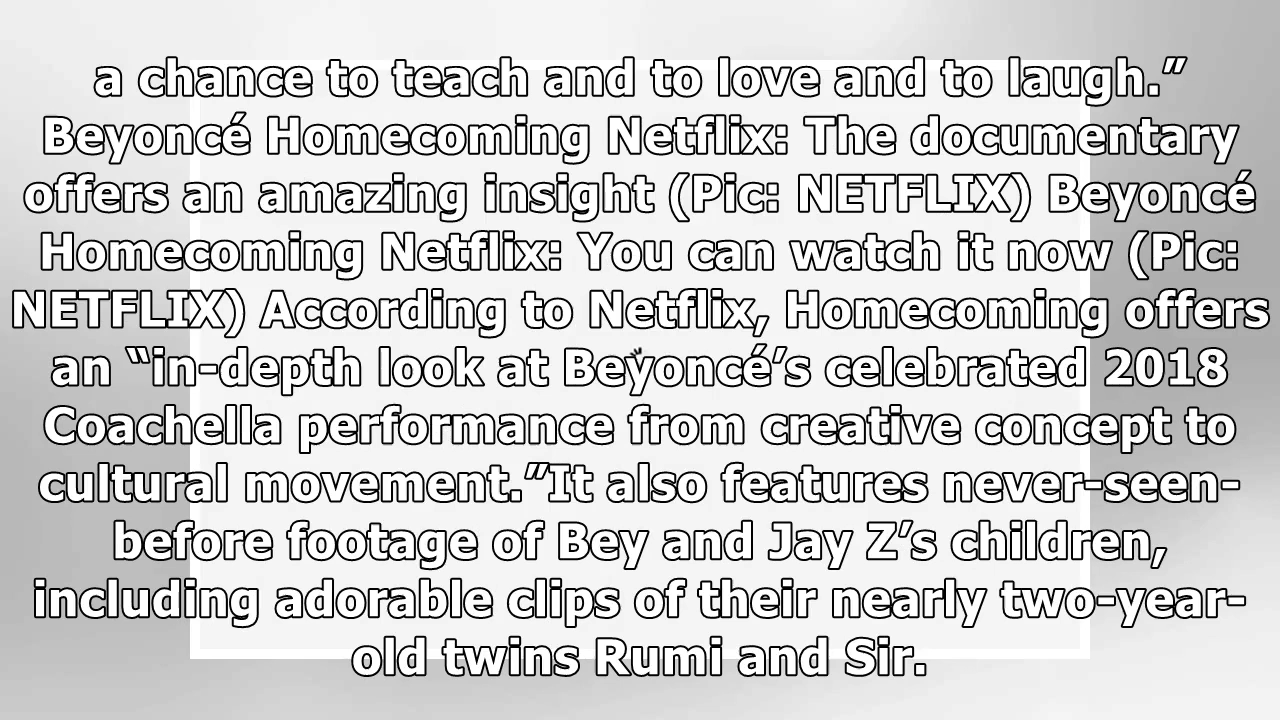 a chance to teach and to love and to laugh.”
Beyoncé Homecoming Netflix: The documentary
offers an amazing insight (Pic: NETFLIX) Beyoncé
Homecoming Netflix: You can watch it now (Pic:
NETFLIX) According to Netflix, Homecoming offers
an “in-depth look at Beyoncé’s celebrated 2018
Coachella performance from creative concept to
cultural movement.”It also features never-seen-
before footage of Bey and Jay Z’s children,
including adorable clips of their nearly two-year-
old twins Rumi and Sir.